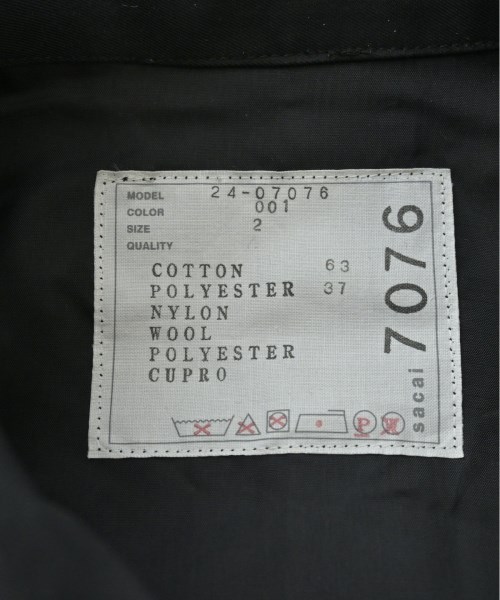 MODEL 24-07076
COLOR 001
SIZE 2
QUALITY
COTTON 63
POLYESTER 37
NYLON
WOOL
POLYESTER
CUPRO
P W
sacai 7076